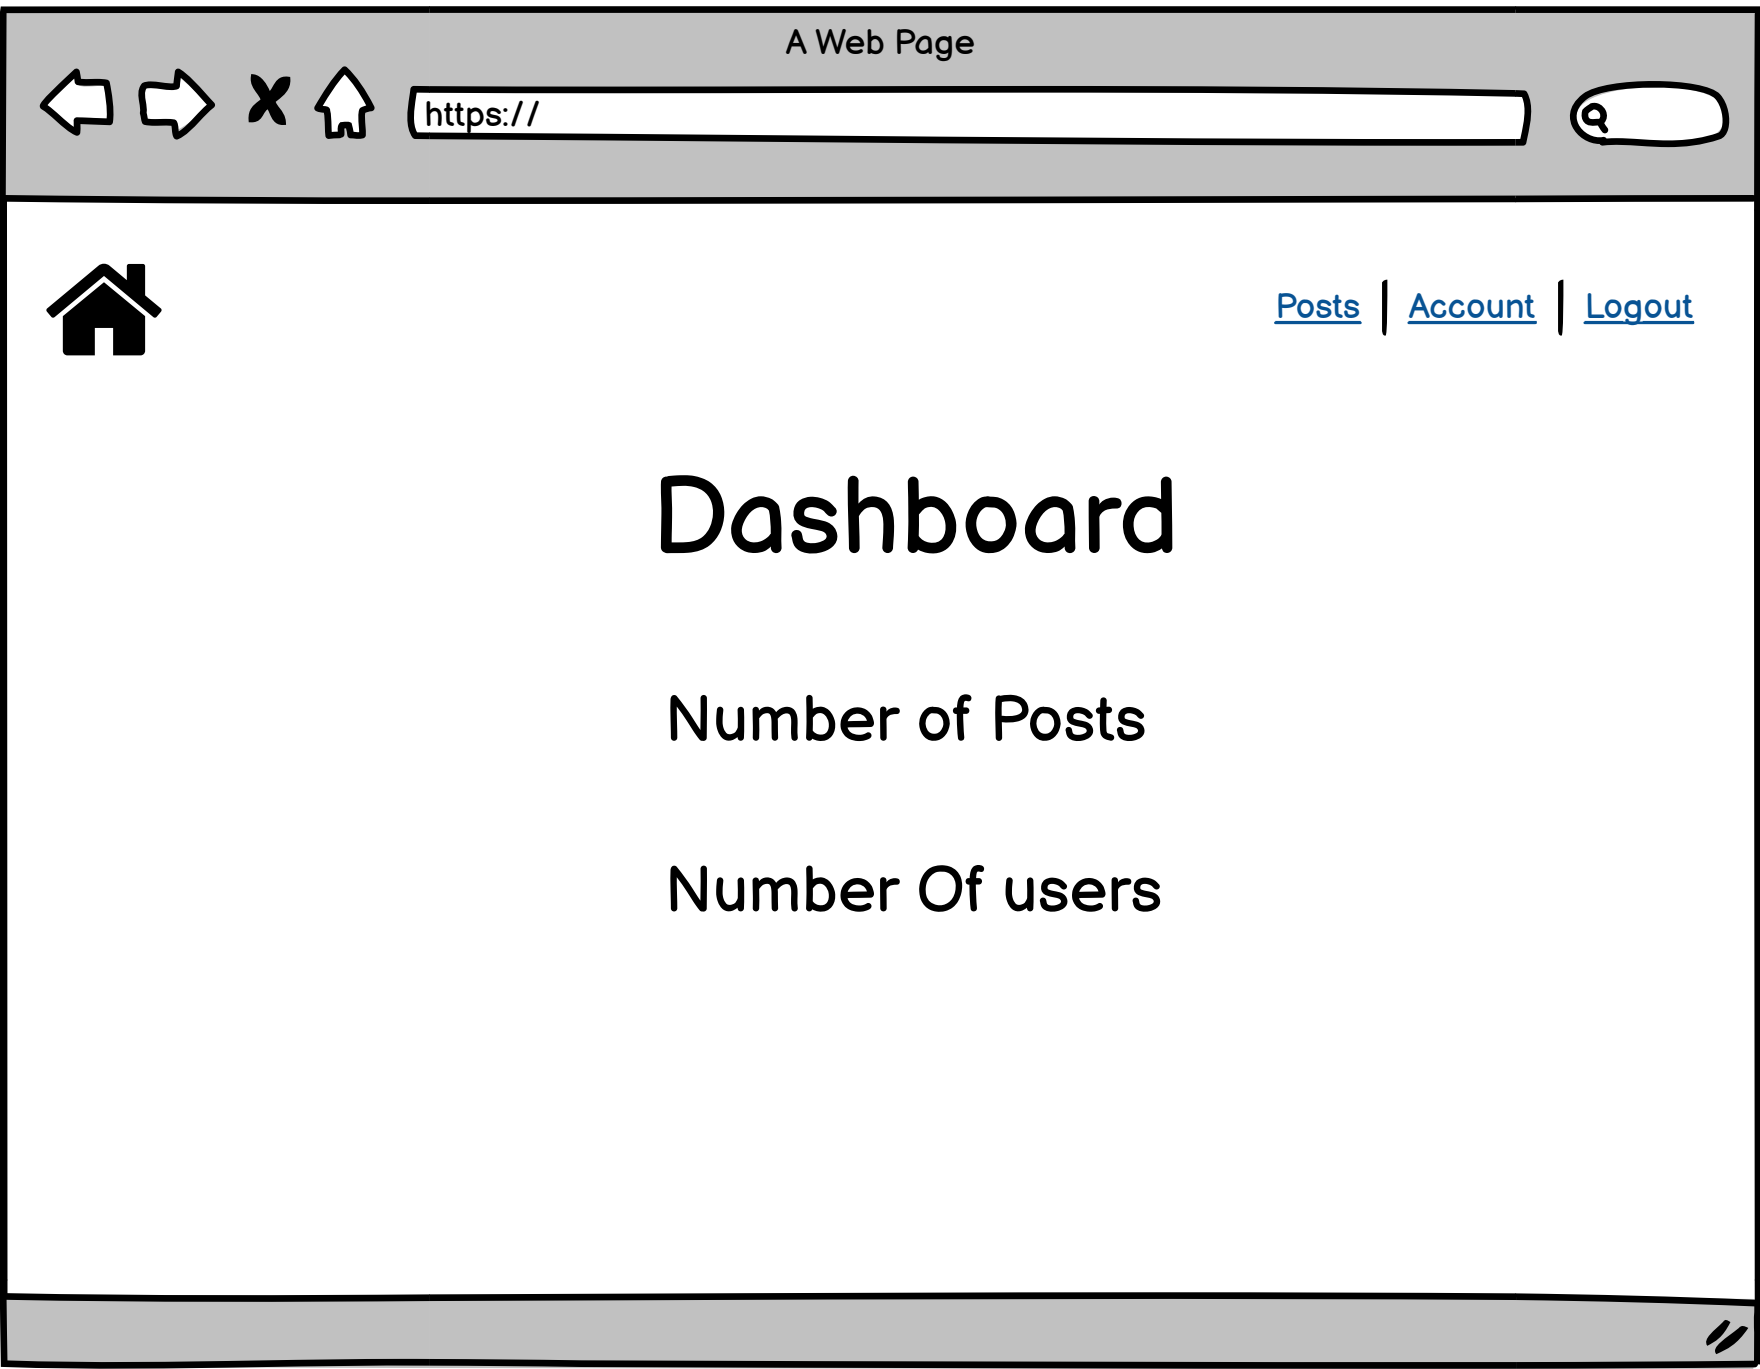 A Web Page
https://
Posts | Account | Logout
Dashboard
Number of Posts
Number Of users